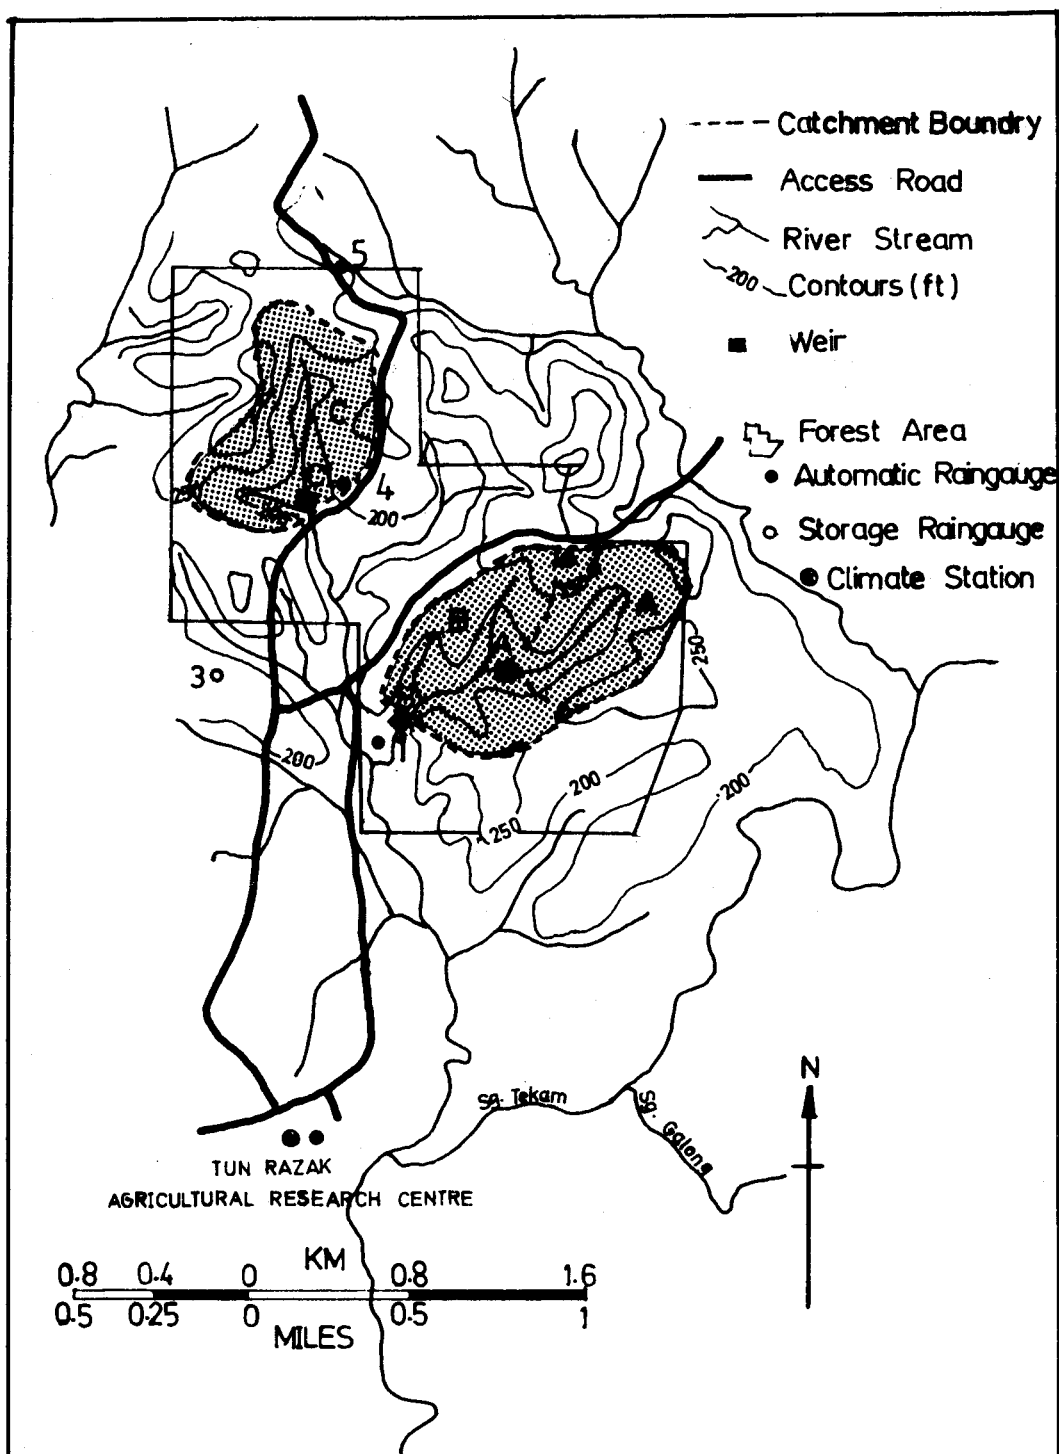 Catchment Boundry
Access Road
River Stream
200
Contours (ft)
Weir
Forest Area
Automatic Raingauge
Storage Raingauge
Climate Station
5
C
4
200
B
A
3
250
200
200
200
250
N
Sg. Tekam
Sg. Galong
TUN RAZAK
AGRICULTURAL RESEARCH CENTRE
KM
0.8 0.4 0 0.8 1.6
0.5 0.25 0 0.5 1
MILES